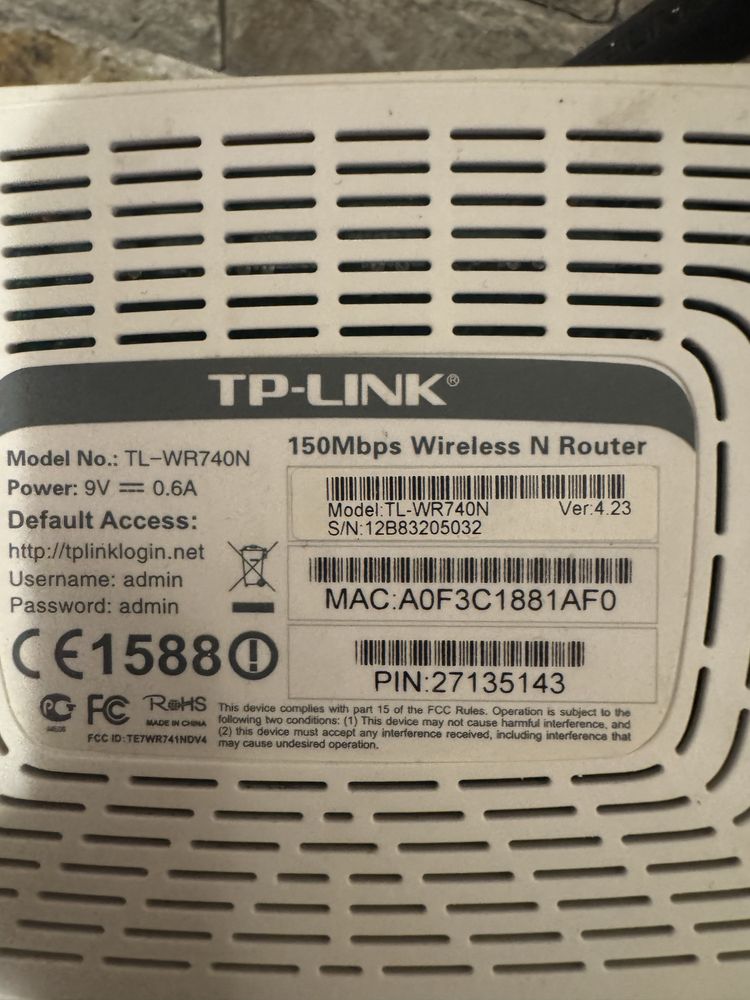 TP-LINK®
150Mbps Wireless N Router
Model No.: TL-WR740N
Power: 9V ⎓ 0.6A
Default Access:
http://tplinklogin.net
Username: admin
Password: admin
Model:TL-WR740N Ver:4.23
S/N:12B83205032
MAC:A0F3C1881AF0
PIN:27135143
CE1588
FC RoHS
MADE IN CHINA
FCC ID: TE7WR741NDV4
This device complies with part 15 of the FCC Rules. Operation is subject to the
following two conditions: (1) This device may not cause harmful interference, and
(2) this device must accept any interference received, including interference that
may cause undesired operation.